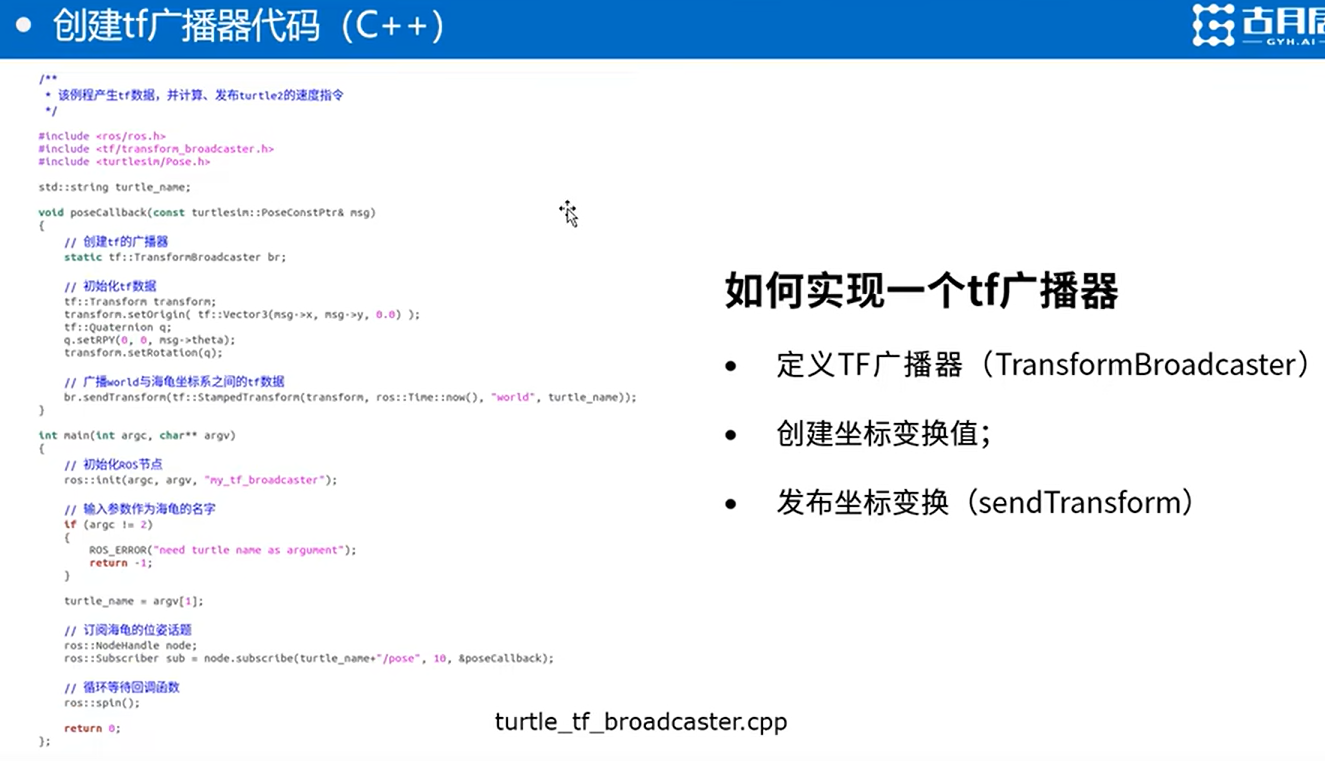 创建tf广播器代码（C++）
古月居
GYH.AI
/**
 * 该例程产生tf数据，并计算、发布turtle2的速度指令
 */
#include <ros/ros.h>
#include <tf/transform_broadcaster.h>
#include <turtlesim/Pose.h>
std::string turtle_name;
void poseCallback(const turtlesim::PoseConstPtr& msg)
{
// 创建tf的广播器
static tf::TransformBroadcaster br;
// 初始化tf数据
tf::Transform transform;
transform.setOrigin( tf::Vector3(msg->x, msg->y, 0.0) );
tf::Quaternion q;
q.setRPY(0, 0, msg->theta);
transform.setRotation(q);
// 广播world与海龟坐标系之间的tf数据
br.sendTransform(tf::StampedTransform(transform, ros::Time::now(), "world", turtle_name));
}
int main(int argc, char** argv)
{
// 初始化ROS节点
ros::init(argc, argv, "my_tf_broadcaster");
// 输入参数作为海龟的名字
if (argc != 2)
{
ROS_ERROR("need turtle name as argument");
return -1;
}
turtle_name = argv[1];
// 订阅海龟的位姿话题
ros::NodeHandle node;
ros::Subscriber sub = node.subscribe(turtle_name+"/pose", 10, &poseCallback);
// 循环等待回调函数
ros::spin();
return 0;
};
turtle_tf_broadcaster.cpp
如何实现一个tf广播器
• 定义TF广播器（TransformBroadcaster）
• 创建坐标变换值；
• 发布坐标变换（sendTransform）